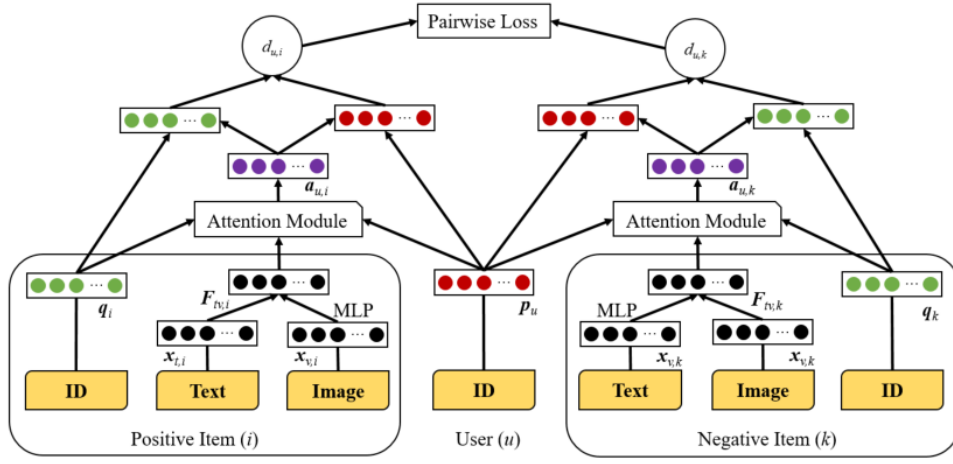 Pairwise Loss
d_{u,i}
d_{u,k}
a_{u,i}
a_{u,k}
Attention Module
Attention Module
F_{tv,i}
MLP
q_i
x_{t,i}
x_{v,i}
p_u
MLP
F_{tv,k}
q_k
x_{v,k}
x_{v,k}
ID
Text
Image
ID
Text
Image
ID
Positive Item (i)
User (u)
Negative Item (k)